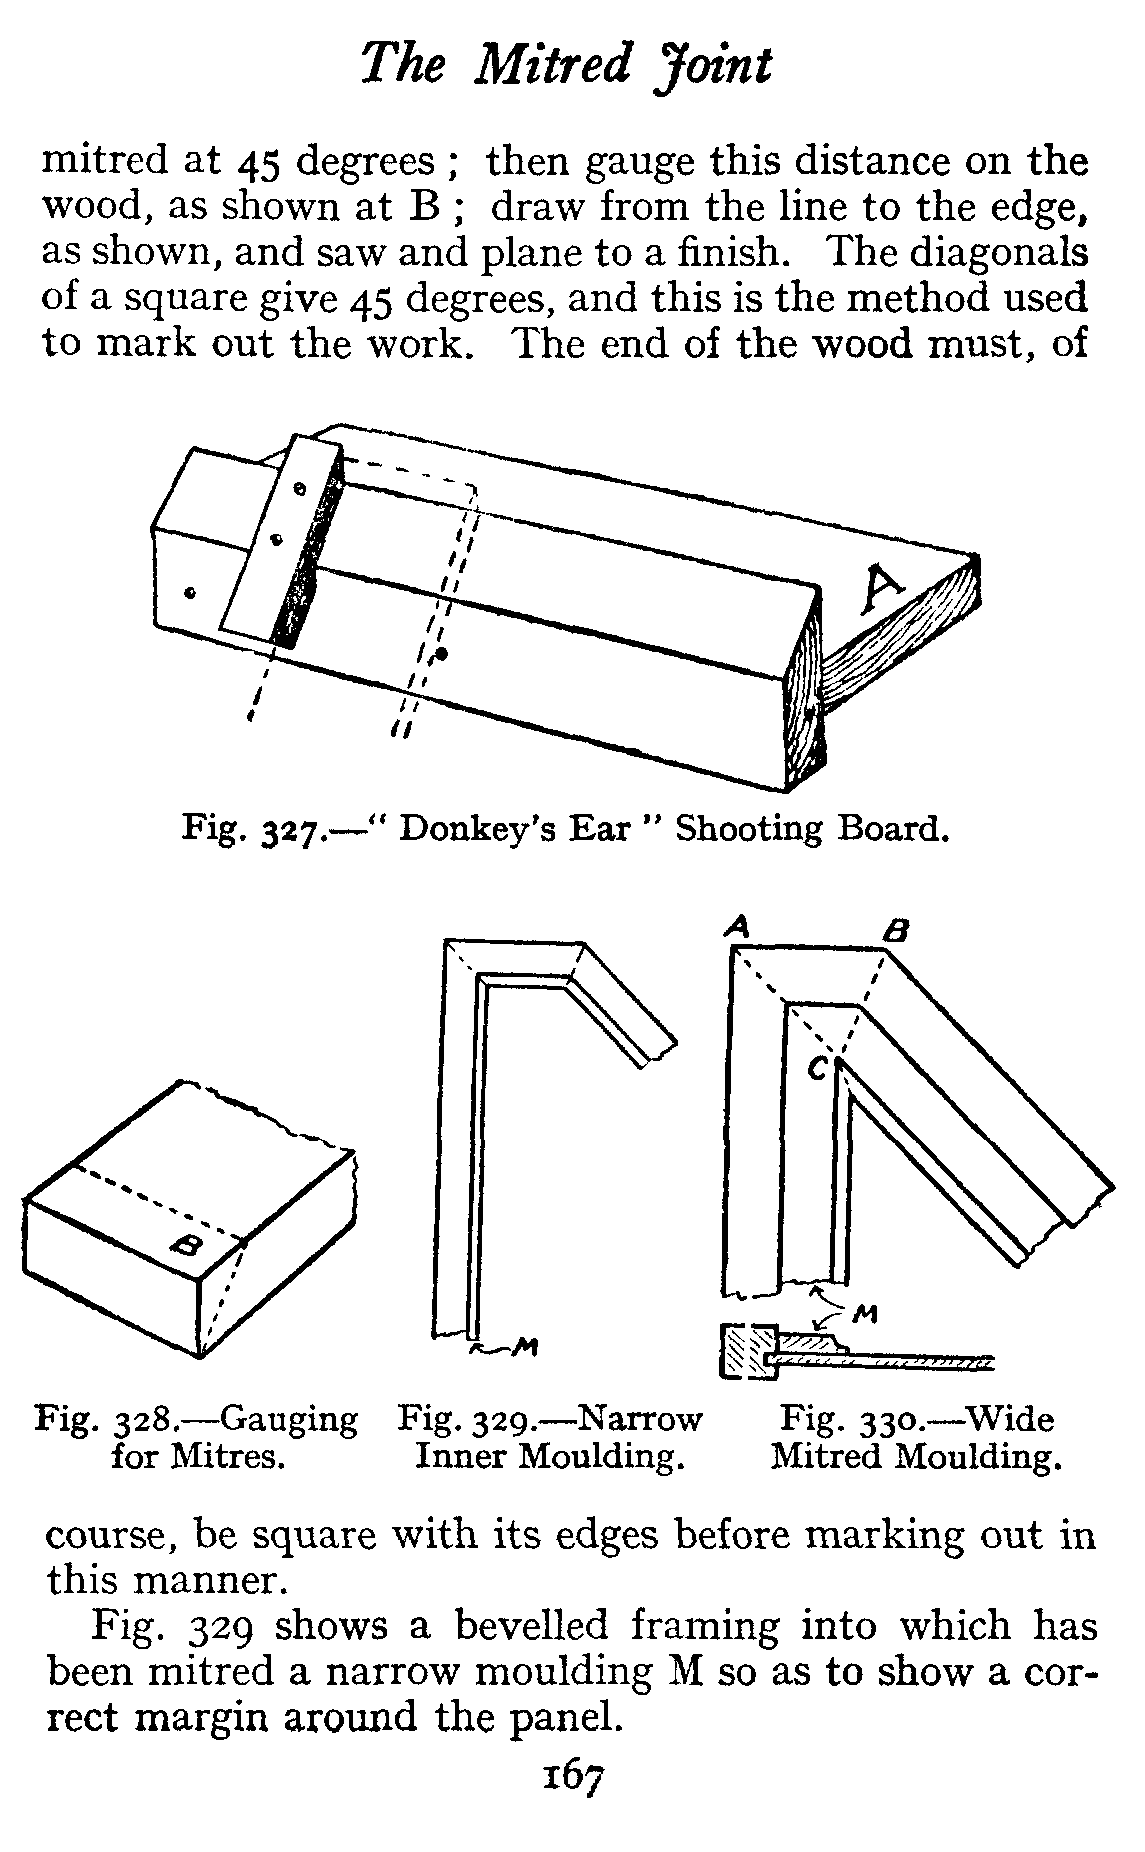 The Mitred Joint
mitred at 45 degrees ; then gauge this distance on the
wood, as shown at B ; draw from the line to the edge,
as shown, and saw and plane to a finish. The diagonals
of a square give 45 degrees, and this is the method used
to mark out the work. The end of the wood must, of
A
Fig. 327.—“ Donkey's Ear ” Shooting Board.
A B
C
B
M
M
Fig. 328.—Gauging
for Mitres.
Fig. 329.—Narrow
Inner Moulding.
Fig. 330.—Wide
Mitred Moulding.
course, be square with its edges before marking out in
this manner.
Fig. 329 shows a bevelled framing into which has
been mitred a narrow moulding M so as to show a cor-
rect margin around the panel.
167